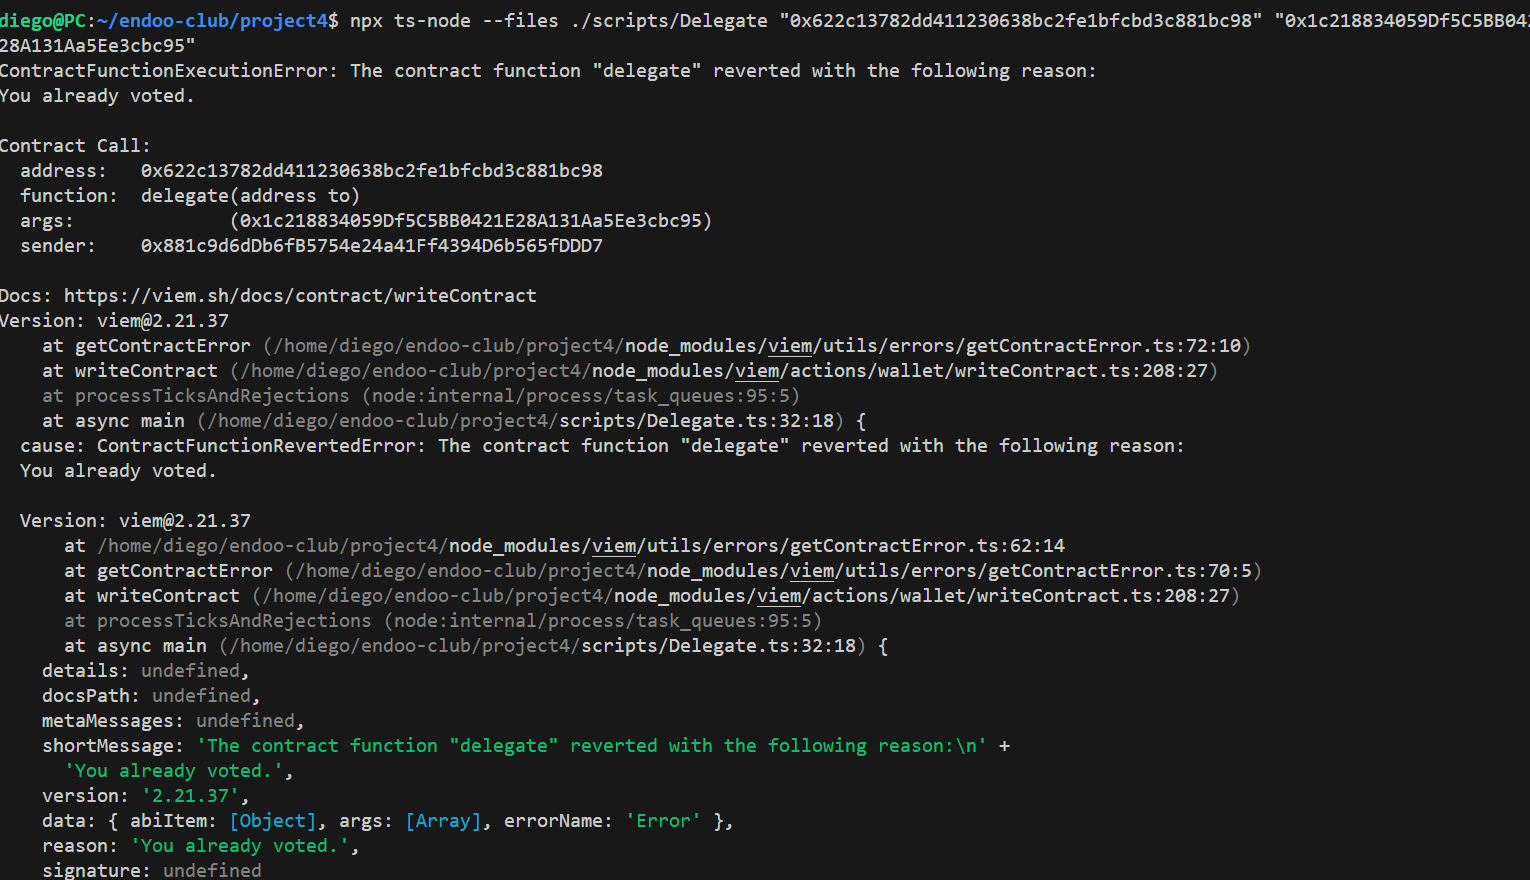 diego@PC:~/endoo-club/project4$ npx ts-node --files ./scripts/Delegate "0x622c13782dd411230638bc2fe1bfcbd3c881bc98" "0x1c218834059Df5C5BB042
28A131Aa5Ee3cbc95"
ContractFunctionExecutionError: The contract function "delegate" reverted with the following reason:
You already voted.
Contract Call:
  address:   0x622c13782dd411230638bc2fe1bfcbd3c881bc98
  function:  delegate(address to)
  args:              (0x1c218834059Df5C5BB0421E28A131Aa5Ee3cbc95)
  sender:    0x881c9d6dDb6fB5754e24a41Ff4394D6b565fDDD7
Docs: https://viem.sh/docs/contract/writeContract
Version: viem@2.21.37
    at getContractError (/home/diego/endoo-club/project4/node_modules/viem/utils/errors/getContractError.ts:72:10)
    at writeContract (/home/diego/endoo-club/project4/node_modules/viem/actions/wallet/writeContract.ts:208:27)
    at processTicksAndRejections (node:internal/process/task_queues:95:5)
    at async main (/home/diego/endoo-club/project4/scripts/Delegate.ts:32:18) {
  cause: ContractFunctionRevertedError: The contract function "delegate" reverted with the following reason:
  You already voted.
  Version: viem@2.21.37
      at /home/diego/endoo-club/project4/node_modules/viem/utils/errors/getContractError.ts:62:14
      at getContractError (/home/diego/endoo-club/project4/node_modules/viem/utils/errors/getContractError.ts:70:5)
      at writeContract (/home/diego/endoo-club/project4/node_modules/viem/actions/wallet/writeContract.ts:208:27)
      at processTicksAndRejections (node:internal/process/task_queues:95:5)
      at async main (/home/diego/endoo-club/project4/scripts/Delegate.ts:32:18) {
    details: undefined,
    docsPath: undefined,
    metaMessages: undefined,
    shortMessage: 'The contract function "delegate" reverted with the following reason:\n' +
      'You already voted.',
    version: '2.21.37',
    data: { abiItem: [Object], args: [Array], errorName: 'Error' },
    reason: 'You already voted.',
    signature: undefined